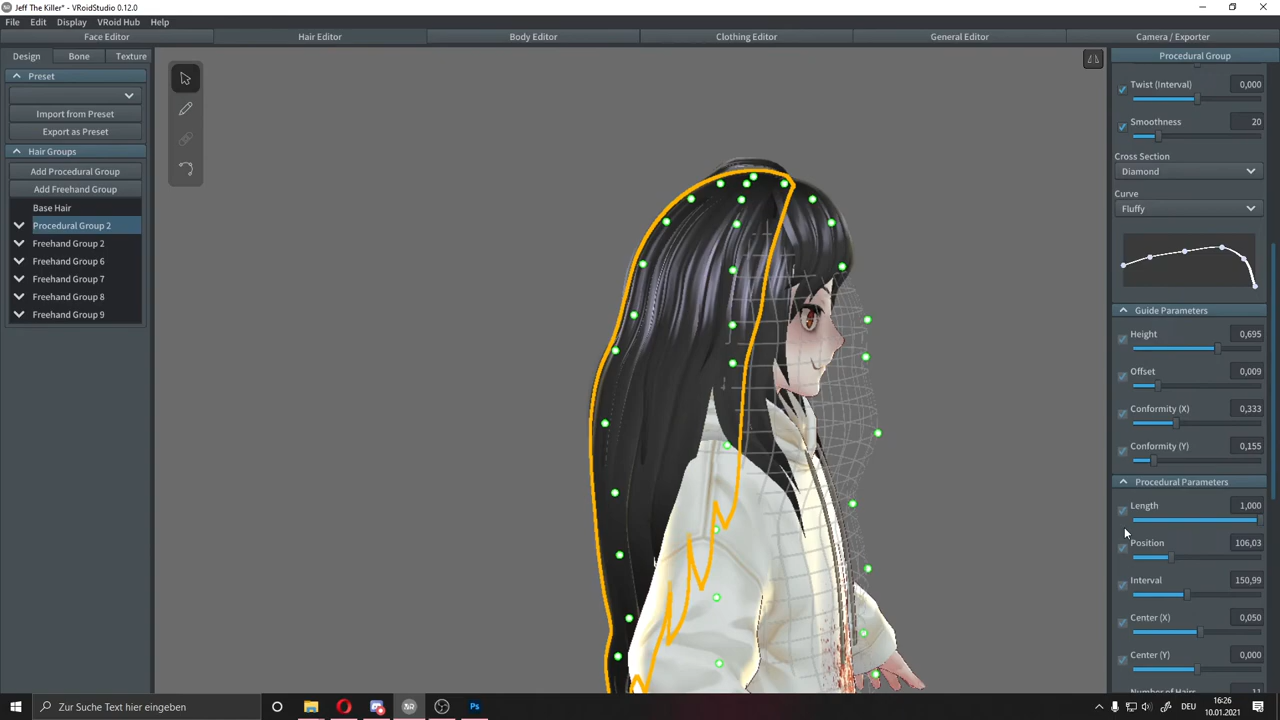 Jeff The Killer* - VRoidStudio 0.12.0
File Edit Display VRoid Hub Help
Face Editor Hair Editor Body Editor Clothing Editor General Editor Camera / Exporter
Design Bone Texture
Preset
Import from Preset
Export as Preset
Hair Groups
Add Procedural Group
Add Freehand Group
Base Hair
Procedural Group 2
Freehand Group 2
Freehand Group 6
Freehand Group 7
Freehand Group 8
Freehand Group 9
Procedural Group
Twist (Interval) 0,000
Smoothness 20
Cross Section
Diamond
Curve
Fluffy
Guide Parameters
Height 0,695
Offset 0,009
Conformity (X) 0,333
Conformity (Y) 0,155
Procedural Parameters
Length 1,000
Position 106,03
Interval 150,99
Center (X) 0,050
Center (Y) 0,000
Number of Hairs 11
Zur Suche Text hier eingeben
Ps
DEU
16:26
10.01.2021